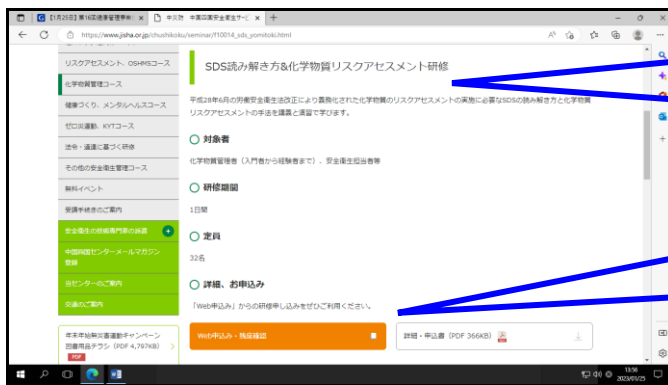 【1月25日】第16回健康管理準備
中災防 中国四国安全衛生サービ
https://www.jisha.or.jp/chushikoku/seminar/f10014_sds_yomitoki.html
リスクアセスメント、OSHMSコース
化学物質管理コース
健康づくり、メンタルヘルスコース
ゼロ災運動、KYTコース
法令・通達に基づく研修
その他の安全衛生管理コース
無料イベント
受講手続きのご案内
安全衛生の技術専門家の派遣
中国四国センターメールマガジン
登録
当センターのご案内
交通のご案内
年末年始無災害運動キャンペーン
図書用品チラシ（PDF 4,797KB）
PDF
SDS読み解き方&化学物質リスクアセスメント研修
平成28年6月の労働安全衛生法改正により義務化された化学物質のリスクアセスメントの実施に必要なSDSの読み解き方と化学物質
リスクアセスメントの手法を講義と演習で学びます。
対象者
化学物質管理者（入門者から経験者まで）、安全衛生担当者等
研修期間
1日間
定員
32名
詳細、お申込み
「Web申込み」からの研修申し込みをぜひご利用ください。
Web申込み・残席確認
詳細・申込書（PDF 366KB）
13:56
2023/01/25